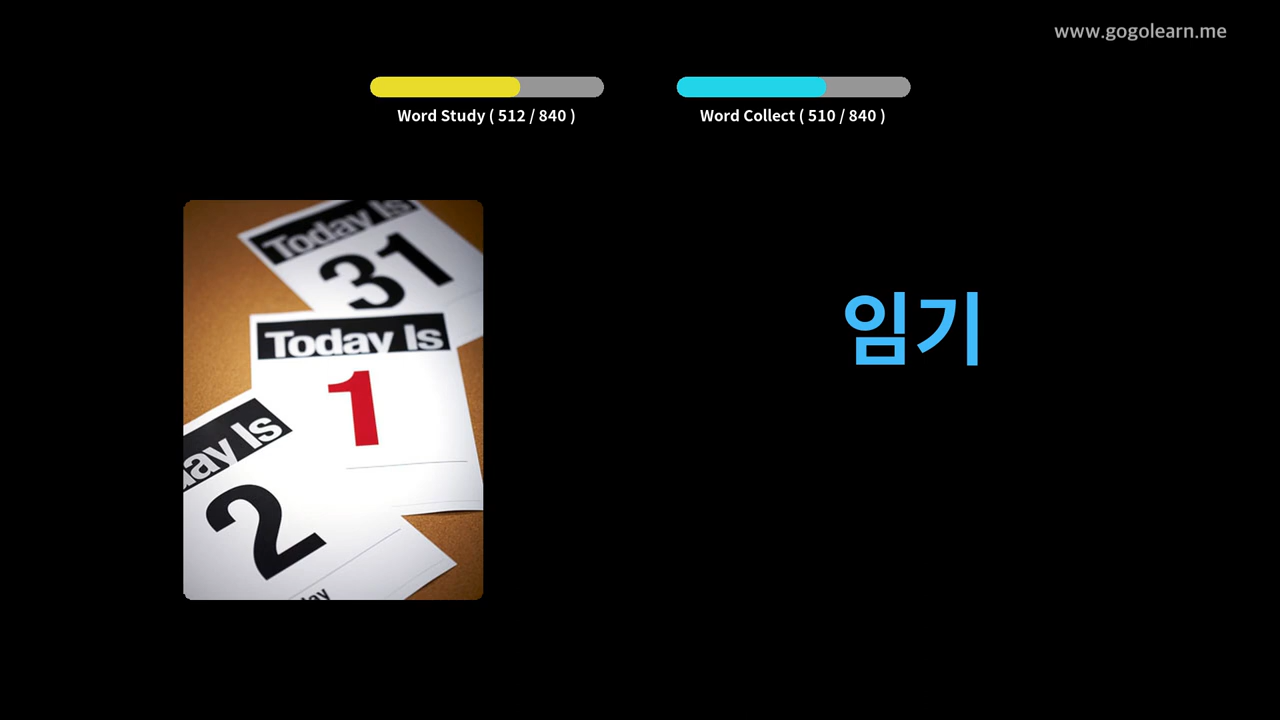 www.gogolearn.me
Word Study ( 512 / 840 )
Word Collect ( 510 / 840 )
Today Is
31
Today Is
1
임기
ay Is
2